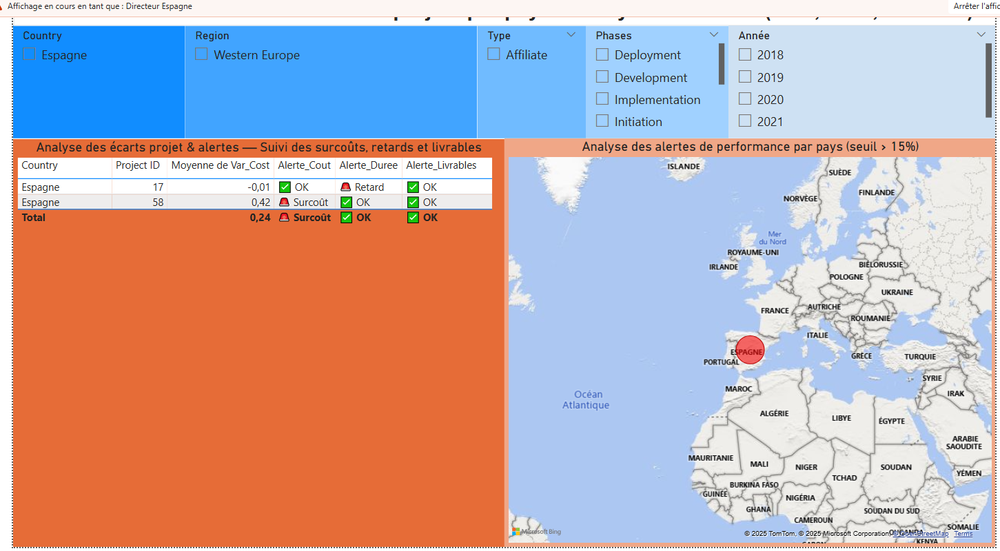 Affichage en cours en tant que : Directeur Espagne
Arrêter l'affic
Country
Espagne
Region
Western Europe
Type
Affiliate
Phases
Deployment
Development
Implementation
Initiation
Année
2018
2019
2020
2021
Analyse des écarts projet & alertes — Suivi des surcoûts, retards et livrables
Country Project ID Moyenne de Var_Cost Alerte_Cout Alerte_Duree Alerte_Livrables
Espagne 17 -0,01 ✅ OK 🚨 Retard ✅ OK
Espagne 58 0,42 🚨 Surcoût ✅ OK ✅ OK
Total 0,24 🚨 Surcoût ✅ OK ✅ OK
Analyse des alertes de performance par pays (seuil > 15%)
ISLANDE
SUÈDE
FINLANDE
NORVÈGE
Mer
du Nord
ROYAUME-UNI
IRLANDE
BIÉLORUSSIE
POLOGNE
UKRAINE
FRANCE
AUTRICHE
ROUMANIE
ITALIE
ESPAGNE
PORTUGAL
GRÈCE
TURQUIE
SYRIE
IRAK
MAROC
Océan
Atlantique
ALGÉRIE
LIBYE
ÉGYPTE
ARABIE
SAOUDITE
MAURITANIE
MALI
NIGER
TCHAD
SOUDAN
YÉMEN
BURKINA FASO
GUINÉE
NIGÉRIA
GHANA
SOUDAN DU SUD
CAMEROUN
SOMALIE
OUGANDA
KENYA
Microsoft Bing
© 2025 TomTom, © 2025 Microsoft Corporation, © OpenStreetMap Terms